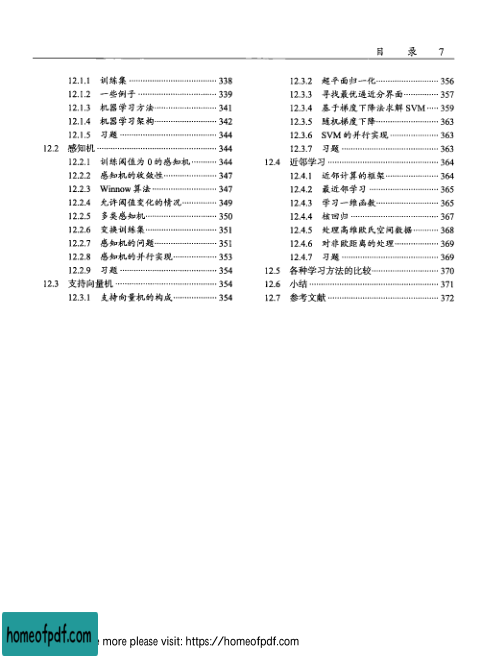 目 录 7
12.1.1 训练集 338
12.1.2 一些例子 339
12.1.3 机器学习方法 341
12.1.4 机器学习架构 342
12.1.5 习题 344
12.2 感知机 344
12.2.1 训练阈值为 0 的感知机 344
12.2.2 感知机的收敛性 347
12.2.3 Winnow 算法 347
12.2.4 允许阈值变化的情况 349
12.2.5 多类感知机 350
12.2.6 变换训练集 351
12.2.7 感知机的问题 351
12.2.8 感知机的并行实现 353
12.2.9 习题 354
12.3 支持向量机 354
12.3.1 支持向量机的构成 354
12.3.2 超平面归一化 356
12.3.3 寻找最优逼近分界面 357
12.3.4 基于梯度下降法求解 SVM 359
12.3.5 随机梯度下降 363
12.3.6 SVM 的并行实现 363
12.3.7 习题 363
12.4 近邻学习 364
12.4.1 近邻计算的框架 364
12.4.2 最近邻学习 365
12.4.3 学习一维函数 365
12.4.4 核回归 367
12.4.5 处理高维欧氏空间数据 368
12.4.6 对非欧距离的处理 369
12.4.7 习题 369
12.5 各种学习方法的比较 370
12.6 小结 371
12.7 参考文献 372
homeofpdf.com
more please visit: https://homeofpdf.com